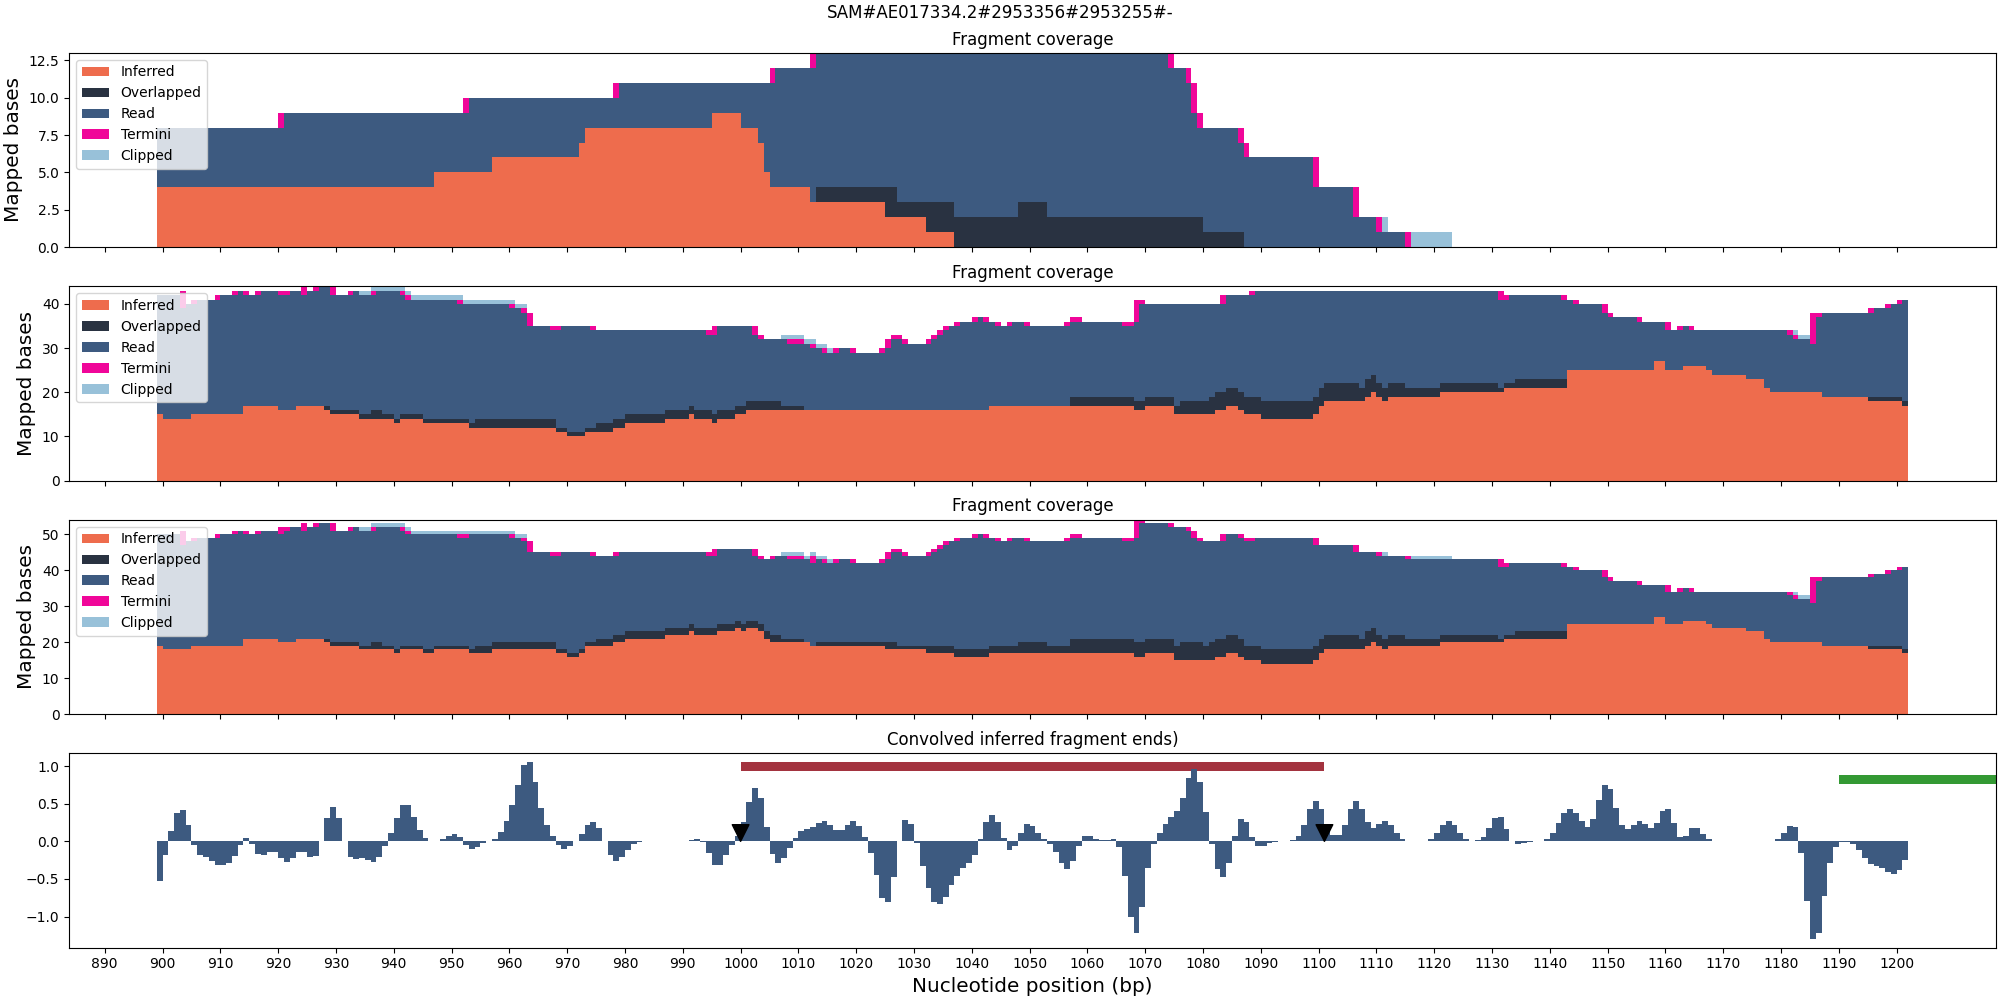 SAM#AE017334.2#2953356#2953255#-
Fragment coverage
Mapped bases
12.5
10.0
7.5
5.0
2.5
0.0
Inferred
Overlapped
Read
Termini
Clipped
Fragment coverage
Mapped bases
40
30
20
10
0
Inferred
Overlapped
Read
Termini
Clipped
Fragment coverage
Mapped bases
50
40
30
20
10
0
Inferred
Overlapped
Read
Termini
Clipped
Convolved inferred fragment ends)
1.0
0.5
0.0
−0.5
−1.0
890 900 910 920 930 940 950 960 970 980 990 1000 1010 1020 1030 1040 1050 1060 1070 1080 1090 1100 1110 1120 1130 1140 1150 1160 1170 1180 1190 1200
Nucleotide position (bp)